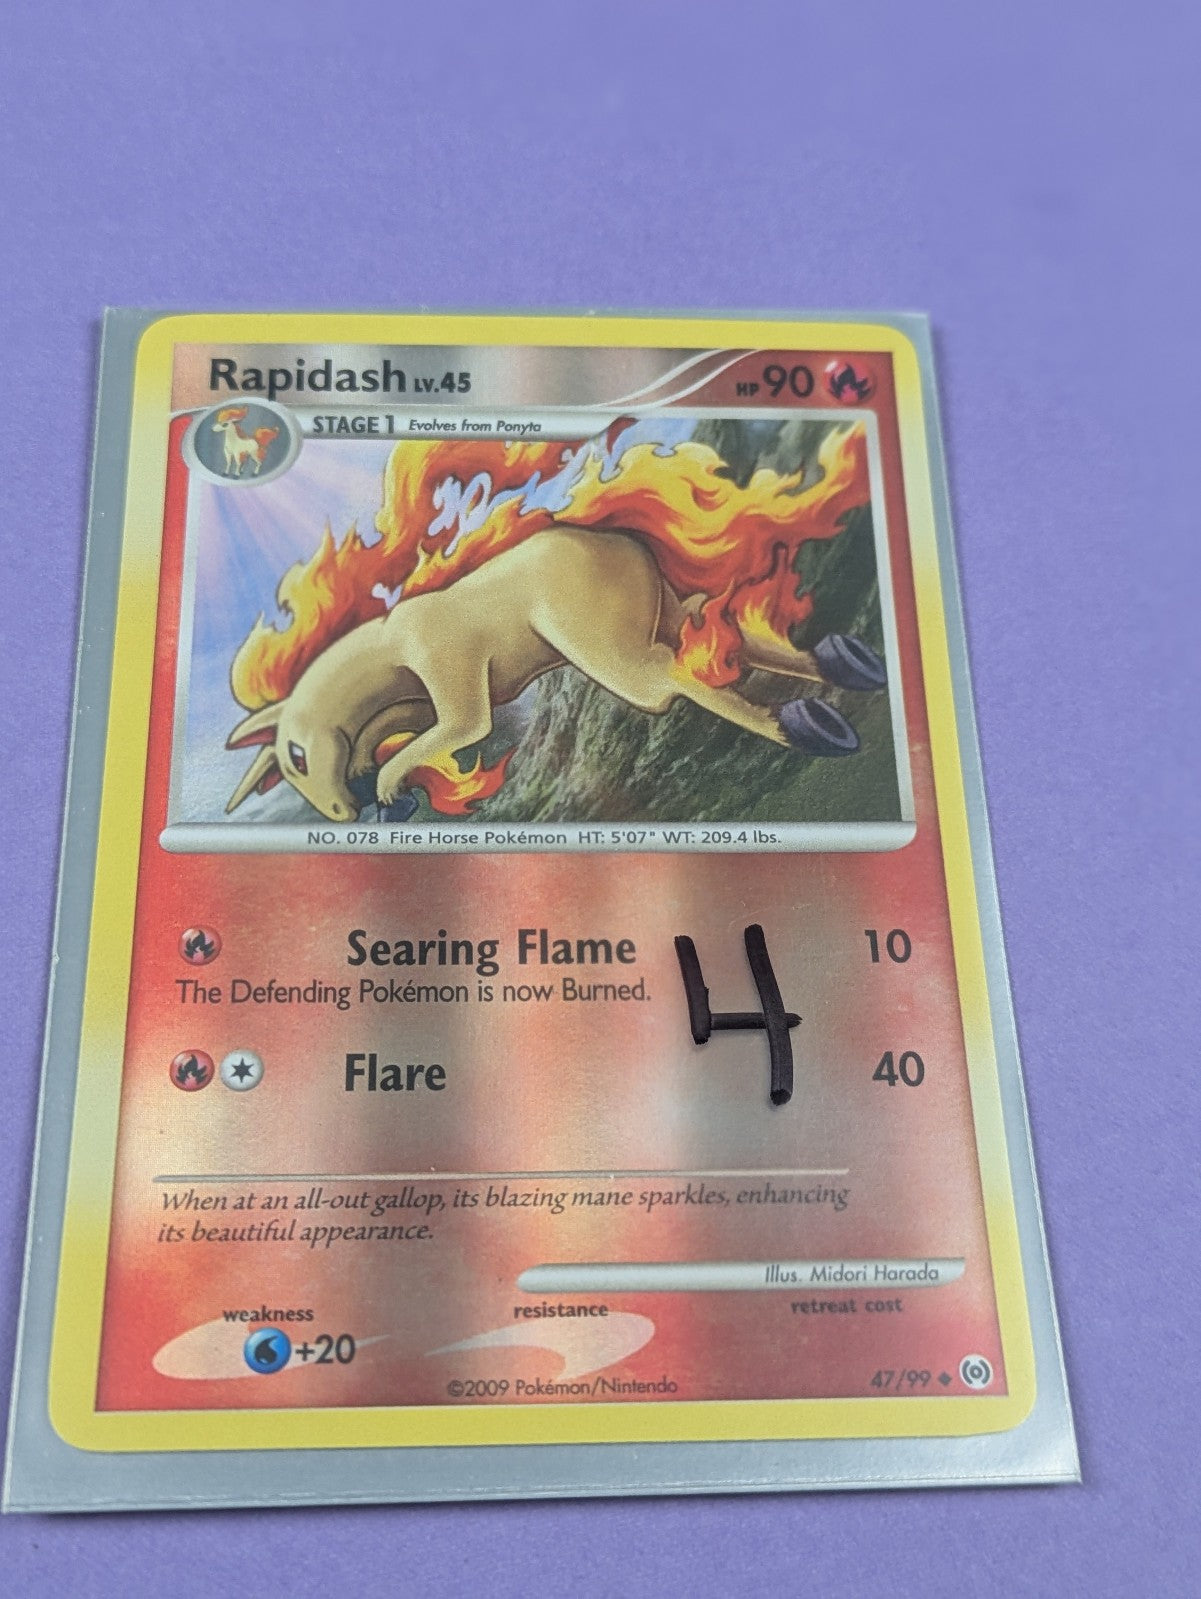 Rapidash LV.45 HP 90
STAGE 1 Evolves from Ponyta
NO. 078 Fire Horse Pokémon HT: 5'07" WT: 209.4 lbs.
Searing Flame 10
The Defending Pokémon is now Burned.
4
Flare 40
When at an all-out gallop, its blazing mane sparkles, enhancing
its beautiful appearance.
Illus. Midori Harada
weakness resistance retreat cost
+20
©2009 Pokémon/Nintendo 47/99